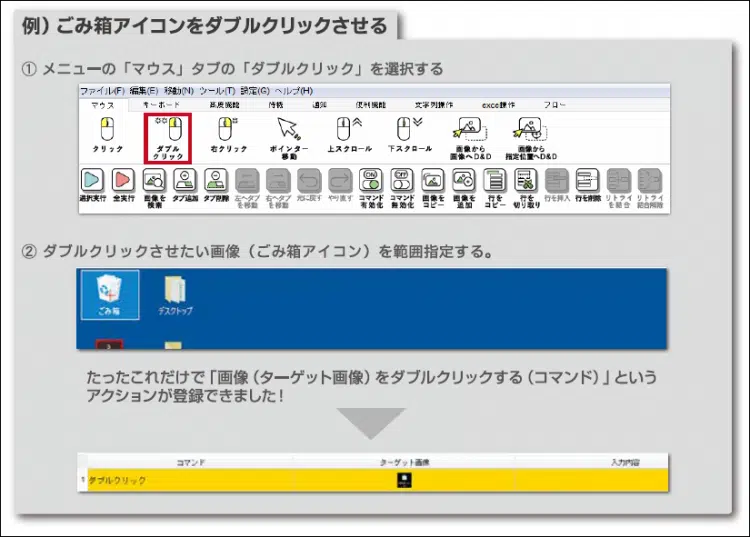 例）ごみ箱アイコンをダブルクリックさせる
① メニューの「マウス」タブの「ダブルクリック」を選択する
ファイル(F) 編集(E) 移動(N) ツール(T) 設定(G) ヘルプ(H)
マウス キーボード 高度機能 待機 通知 便利機能 文字列操作 excel操作 フロー
クリック ダブルクリック 右クリック ポインター移動 上スクロール 下スクロール 画像から画像へD&D 画像から指定位置へD&D
選択実行 全実行 画像を検索 タブ追加 タブ削除 左へタブを移動 右へタブを移動 元に戻す やり直す コマンド有効化 コマンド無効化 画像をコピー 画像を追加 行をコピー 行を切り取り 行を挿入 行を削除 リトライを結合 リトライ結合解除
② ダブルクリックさせたい画像（ごみ箱アイコン）を範囲指定する。
ごみ箱 デスクトップ
たったこれだけで「画像（ターゲット画像）をダブルクリックする（コマンド）」という
アクションが登録できました！
コマンド ターゲット画像 入力内容
1 ダブルクリック